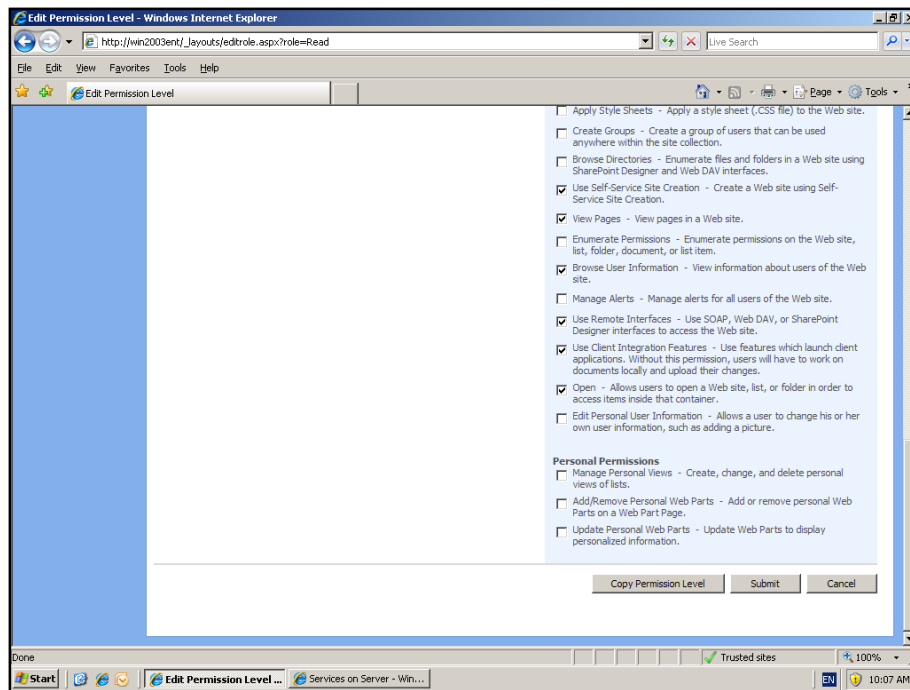 Edit Permission Level - Windows Internet Explorer
http://win2003ent/_layouts/editrole.aspx?role=Read
Live Search
File Edit View Favorites Tools Help
Edit Permission Level
Page Tools
Apply Style Sheets - Apply a style sheet (.CSS file) to the Web site.
Create Groups - Create a group of users that can be used
anywhere within the site collection.
Browse Directories - Enumerate files and folders in a Web site using
SharePoint Designer and Web DAV interfaces.
Use Self-Service Site Creation - Create a Web site using Self-
Service Site Creation.
View Pages - View pages in a Web site.
Enumerate Permissions - Enumerate permissions on the Web site,
list, folder, document, or list item.
Browse User Information - View information about users of the Web
site.
Manage Alerts - Manage alerts for all users of the Web site.
Use Remote Interfaces - Use SOAP, Web DAV, or SharePoint
Designer interfaces to access the Web site.
Use Client Integration Features - Use features which launch client
applications. Without this permission, users will have to work on
documents locally and upload their changes.
Open - Allows users to open a Web site, list, or folder in order to
access items inside that container.
Edit Personal User Information - Allows a user to change his or her
own user information, such as adding a picture.
Personal Permissions
Manage Personal Views - Create, change, and delete personal
views of lists.
Add/Remove Personal Web Parts - Add or remove personal Web
Parts on a Web Part Page.
Update Personal Web Parts - Update Web Parts to display
personalized information.
Copy Permission Level Submit Cancel
Done Trusted sites 100%
Start Edit Permission Level ... Services on Server - Win... EN 10:07 AM